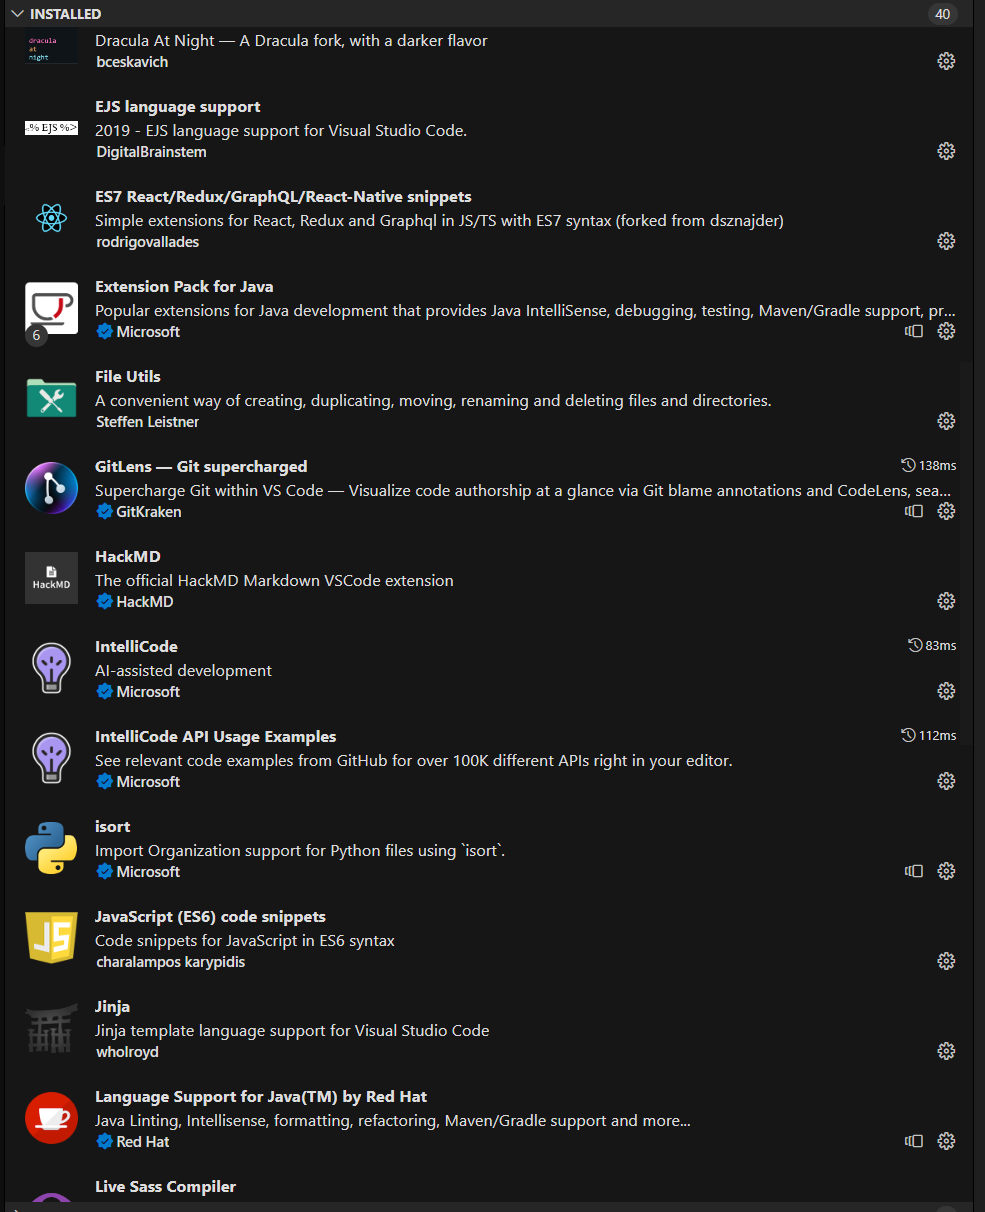 INSTALLED
40
dracula
at
night
Dracula At Night — A Dracula fork, with a darker flavor
bceskavich
EJS language support
<% EJS %>
2019 - EJS language support for Visual Studio Code.
DigitalBrainstem
ES7 React/Redux/GraphQL/React-Native snippets
Simple extensions for React, Redux and Graphql in JS/TS with ES7 syntax (forked from dsznajder)
rodrigovallades
Extension Pack for Java
Popular extensions for Java development that provides Java IntelliSense, debugging, testing, Maven/Gradle support, pr...
6
Microsoft
File Utils
A convenient way of creating, duplicating, moving, renaming and deleting files and directories.
Steffen Leistner
GitLens — Git supercharged
138ms
Supercharge Git within VS Code — Visualize code authorship at a glance via Git blame annotations and CodeLens, sea...
GitKraken
HackMD
HackMD
The official HackMD Markdown VSCode extension
HackMD
IntelliCode
83ms
AI-assisted development
Microsoft
IntelliCode API Usage Examples
112ms
See relevant code examples from GitHub for over 100K different APIs right in your editor.
Microsoft
isort
Import Organization support for Python files using `isort`.
Microsoft
JavaScript (ES6) code snippets
JS
Code snippets for JavaScript in ES6 syntax
charalampos karypidis
Jinja
Jinja template language support for Visual Studio Code
wholroyd
Language Support for Java(TM) by Red Hat
Java Linting, Intellisense, formatting, refactoring, Maven/Gradle support and more...
Red Hat
Live Sass Compiler